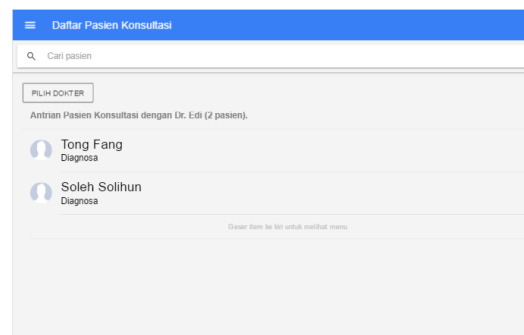 Daftar Pasien Konsultasi
Cari pasien
PILIH DOKTER
Antrian Pasien Konsultasi dengan Dr. Edi (2 pasien).
Tong Fang
Diagnosa
Soleh Solihun
Diagnosa
Geser item ke kiri untuk melihat menu